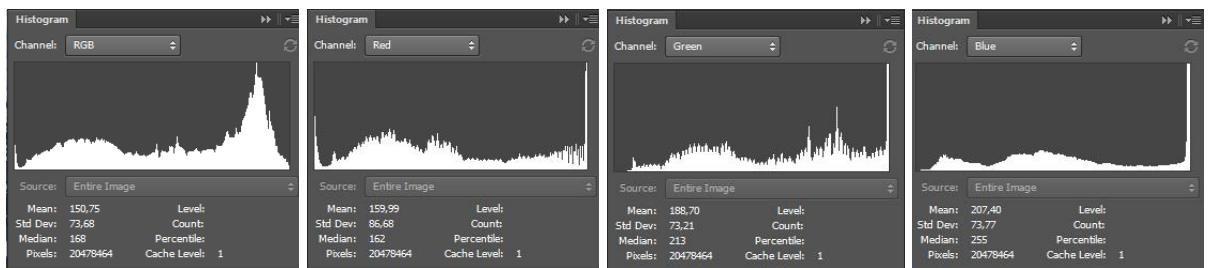 Histogram
Channel: RGB
Source: Entire Image
Mean: 150,75 Level:
Std Dev: 73,68 Count:
Median: 168 Percentile:
Pixels: 20478464 Cache Level: 1
Histogram
Channel: Red
Source: Entire Image
Mean: 159,99 Level:
Std Dev: 86,68 Count:
Median: 162 Percentile:
Pixels: 20478464 Cache Level: 1
Histogram
Channel: Green
Source: Entire Image
Mean: 188,70 Level:
Std Dev: 73,21 Count:
Median: 213 Percentile:
Pixels: 20478464 Cache Level: 1
Histogram
Channel: Blue
Source: Entire Image
Mean: 207,40 Level:
Std Dev: 73,77 Count:
Median: 255 Percentile:
Pixels: 20478464 Cache Level: 1